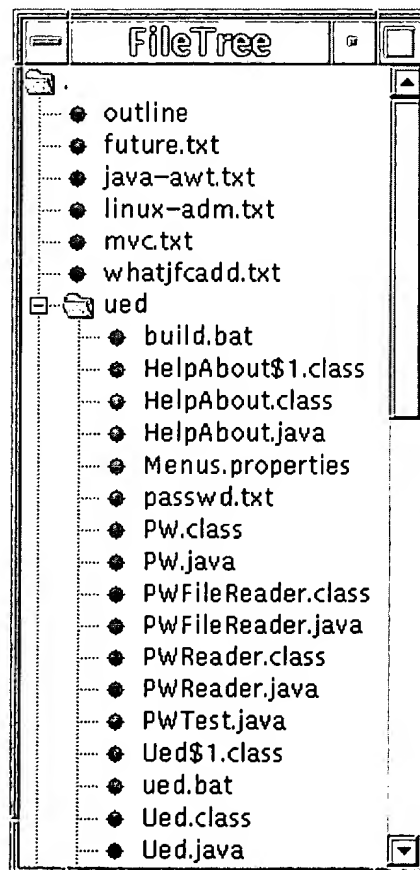 FileTree
.
outline
future.txt
java-awt.txt
linux-adm.txt
mvc.txt
whatjfcadd.txt
ued
build.bat
HelpAbout$1.class
HelpAbout.class
HelpAbout.java
Menus.properties
passwd.txt
PW.class
PW.java
PWFileReader.class
PWFileReader.java
PWReader.class
PWReader.java
PWTest.java
Ued$1.class
ued.bat
Ued.class
Ued.java